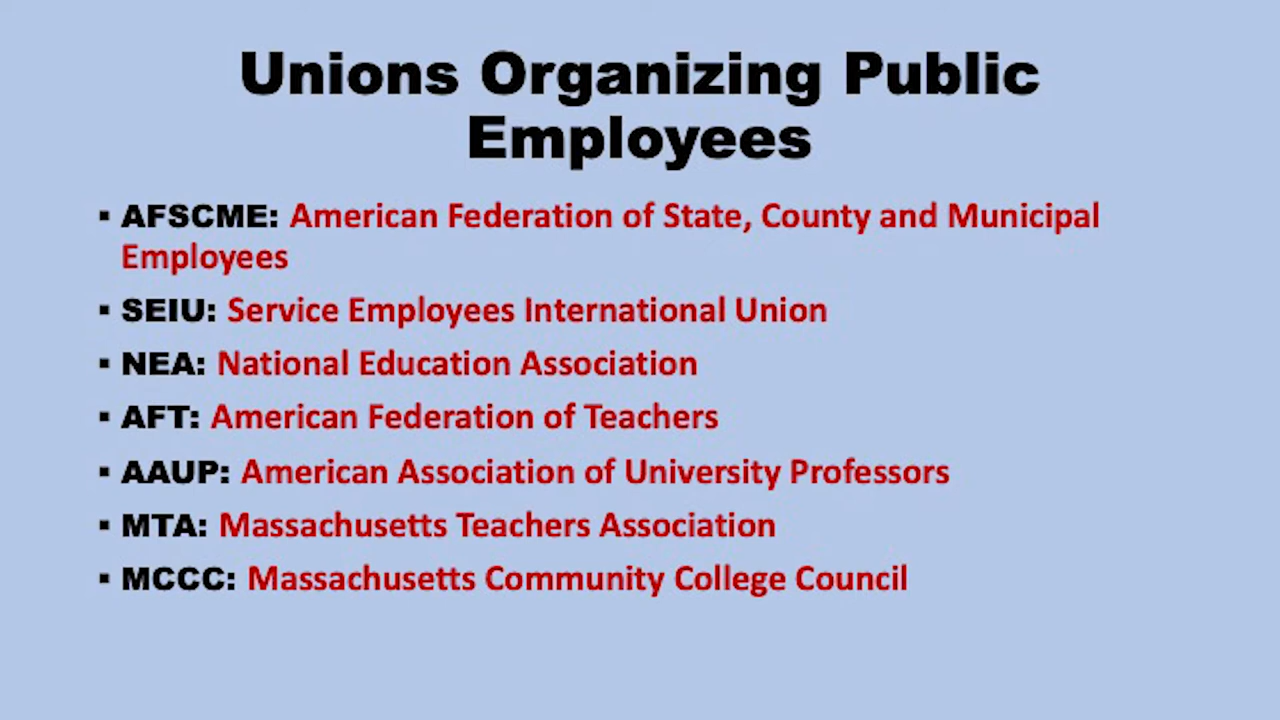 Unions Organizing Public
Employees
▪ AFSCME: American Federation of State, County and Municipal
Employees
▪ SEIU: Service Employees International Union
▪ NEA: National Education Association
▪ AFT: American Federation of Teachers
▪ AAUP: American Association of University Professors
▪ MTA: Massachusetts Teachers Association
▪ MCCC: Massachusetts Community College Council